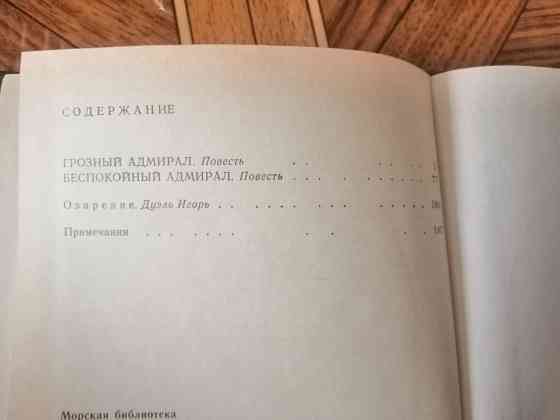 СОДЕРЖАНИЕ
ГРОЗНЫЙ АДМИРАЛ. Повесть
БЕСПОКОЙНЫЙ АДМИРАЛ. Повесть
Озарение. Дуэль Игорь
Примечания
Морская библиотека